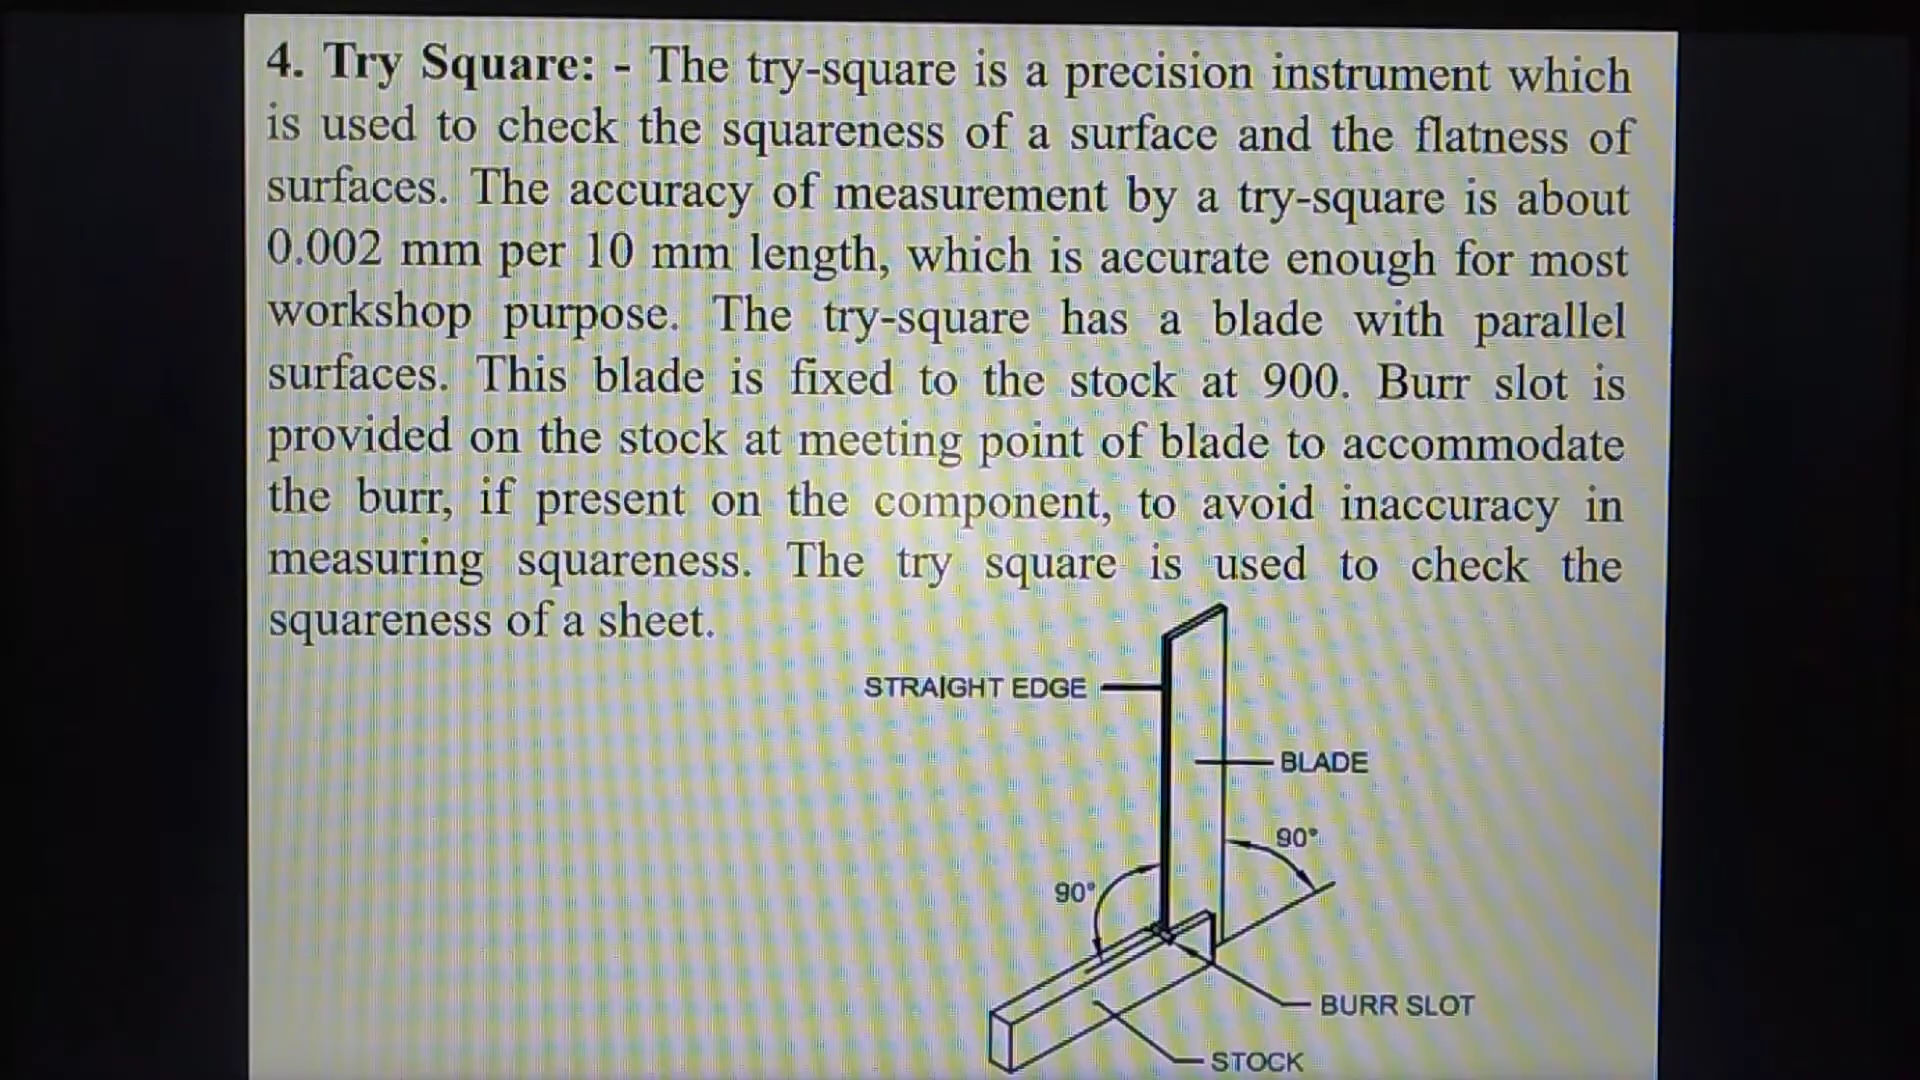 4. Try Square: - The try-square is a precision instrument which
is used to check the squareness of a surface and the flatness of
surfaces. The accuracy of measurement by a try-square is about
0.002 mm per 10 mm length, which is accurate enough for most
workshop purpose. The try-square has a blade with parallel
surfaces. This blade is fixed to the stock at 900. Burr slot is
provided on the stock at meeting point of blade to accommodate
the burr, if present on the component, to avoid inaccuracy in
measuring squareness. The try square is used to check the
squareness of a sheet.
STRAIGHT EDGE
BLADE
90°
90°
BURR SLOT
STOCK